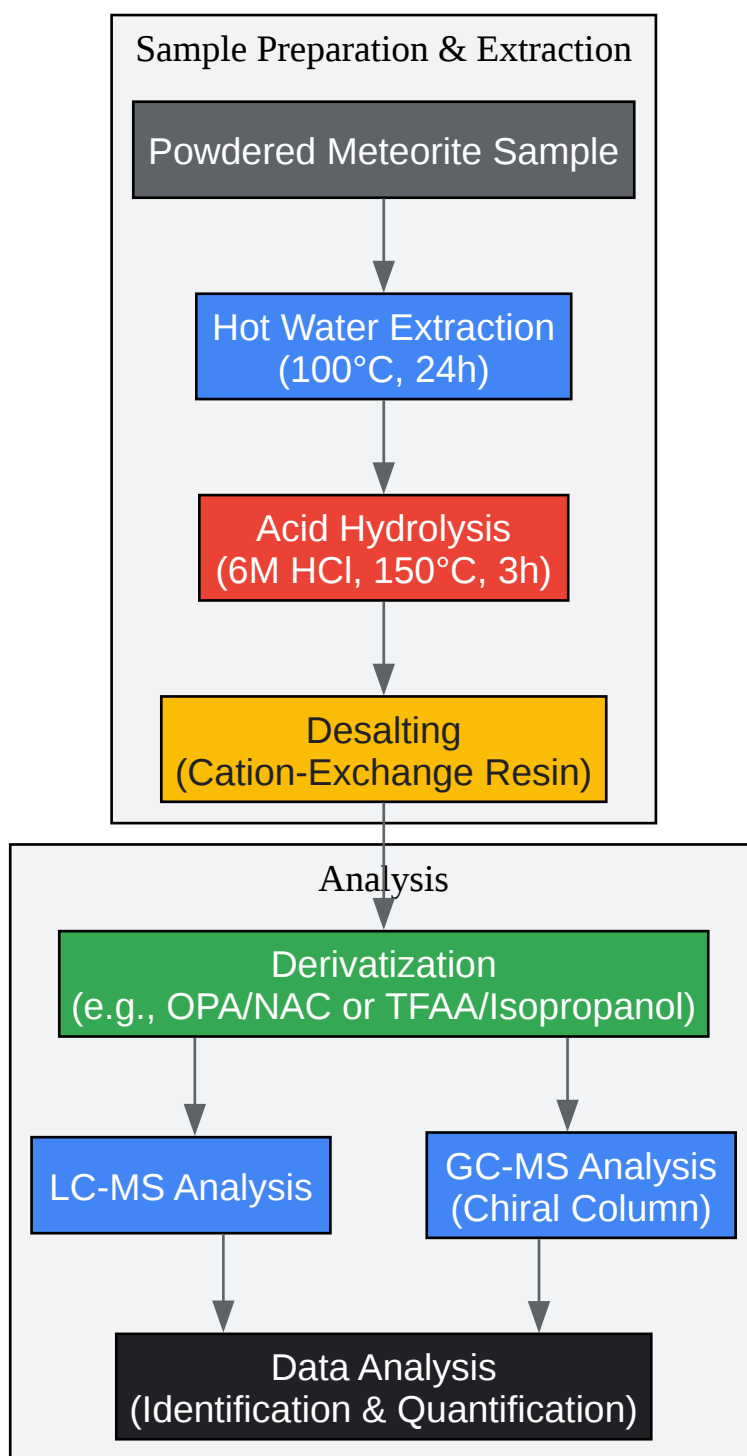 Sample Preparation & Extraction
Powdered Meteorite Sample
Hot Water Extraction
(100°C, 24h)
Acid Hydrolysis
(6M HCl, 150°C, 3h)
Desalting
(Cation-Exchange Resin)
Analysis
Derivatization
(e.g., OPA/NAC or TFAA/Isopropanol)
LC-MS Analysis
GC-MS Analysis
(Chiral Column)
Data Analysis
(Identification & Quantification)